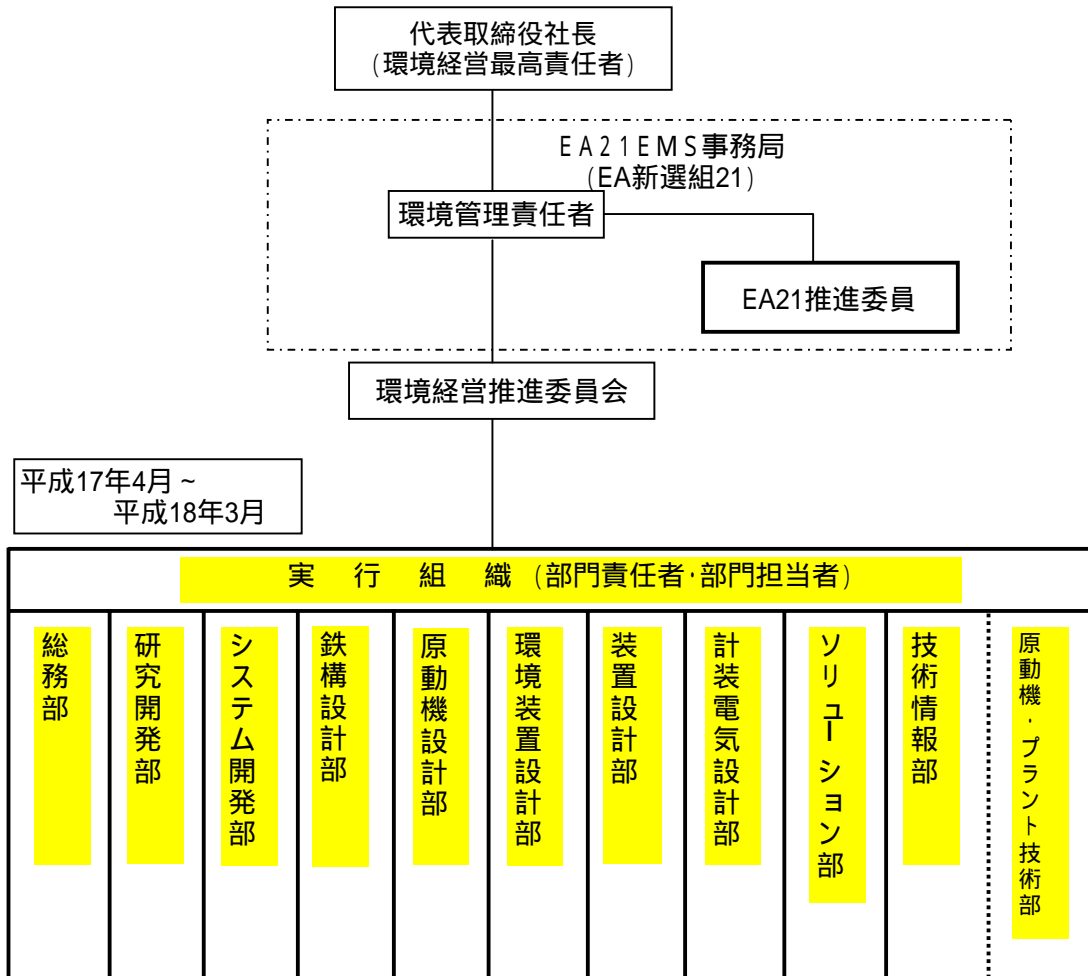 代表取締役社長
(環境経営最高責任者)
EA21EMS事務局
(EA新選組21)
環境管理責任者
EA21推進委員
環境経営推進委員会
平成17年4月~
平成18年3月
実行組織(部門責任者･部門担当者)
総務部
研究開発部
システム開発部
鉄構設計部
原動機設計部
環境装置設計部
装置設計部
計装電気設計部
ソリューション部
技術情報部
原動機・プラント技術部